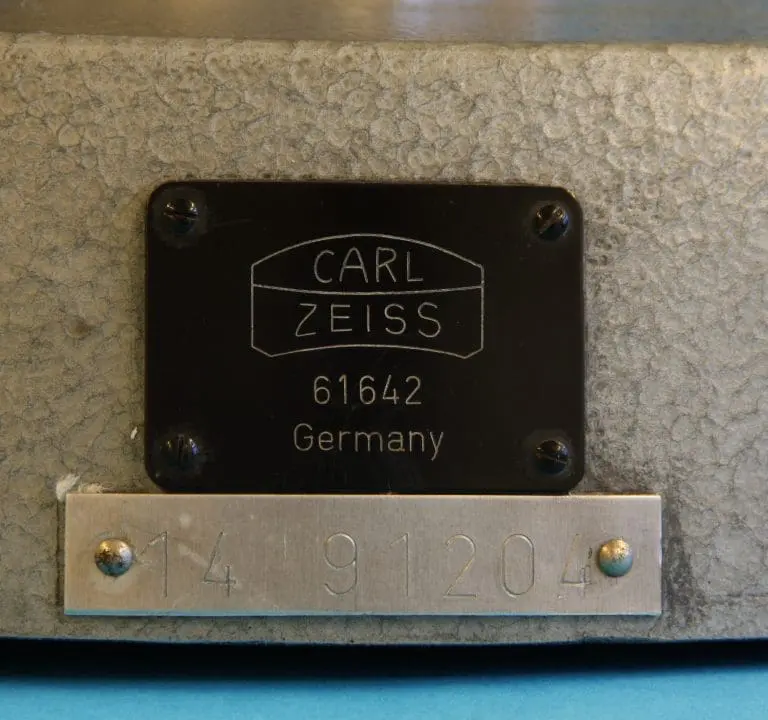 CARL
ZEISS
61642
Germany
14 91204